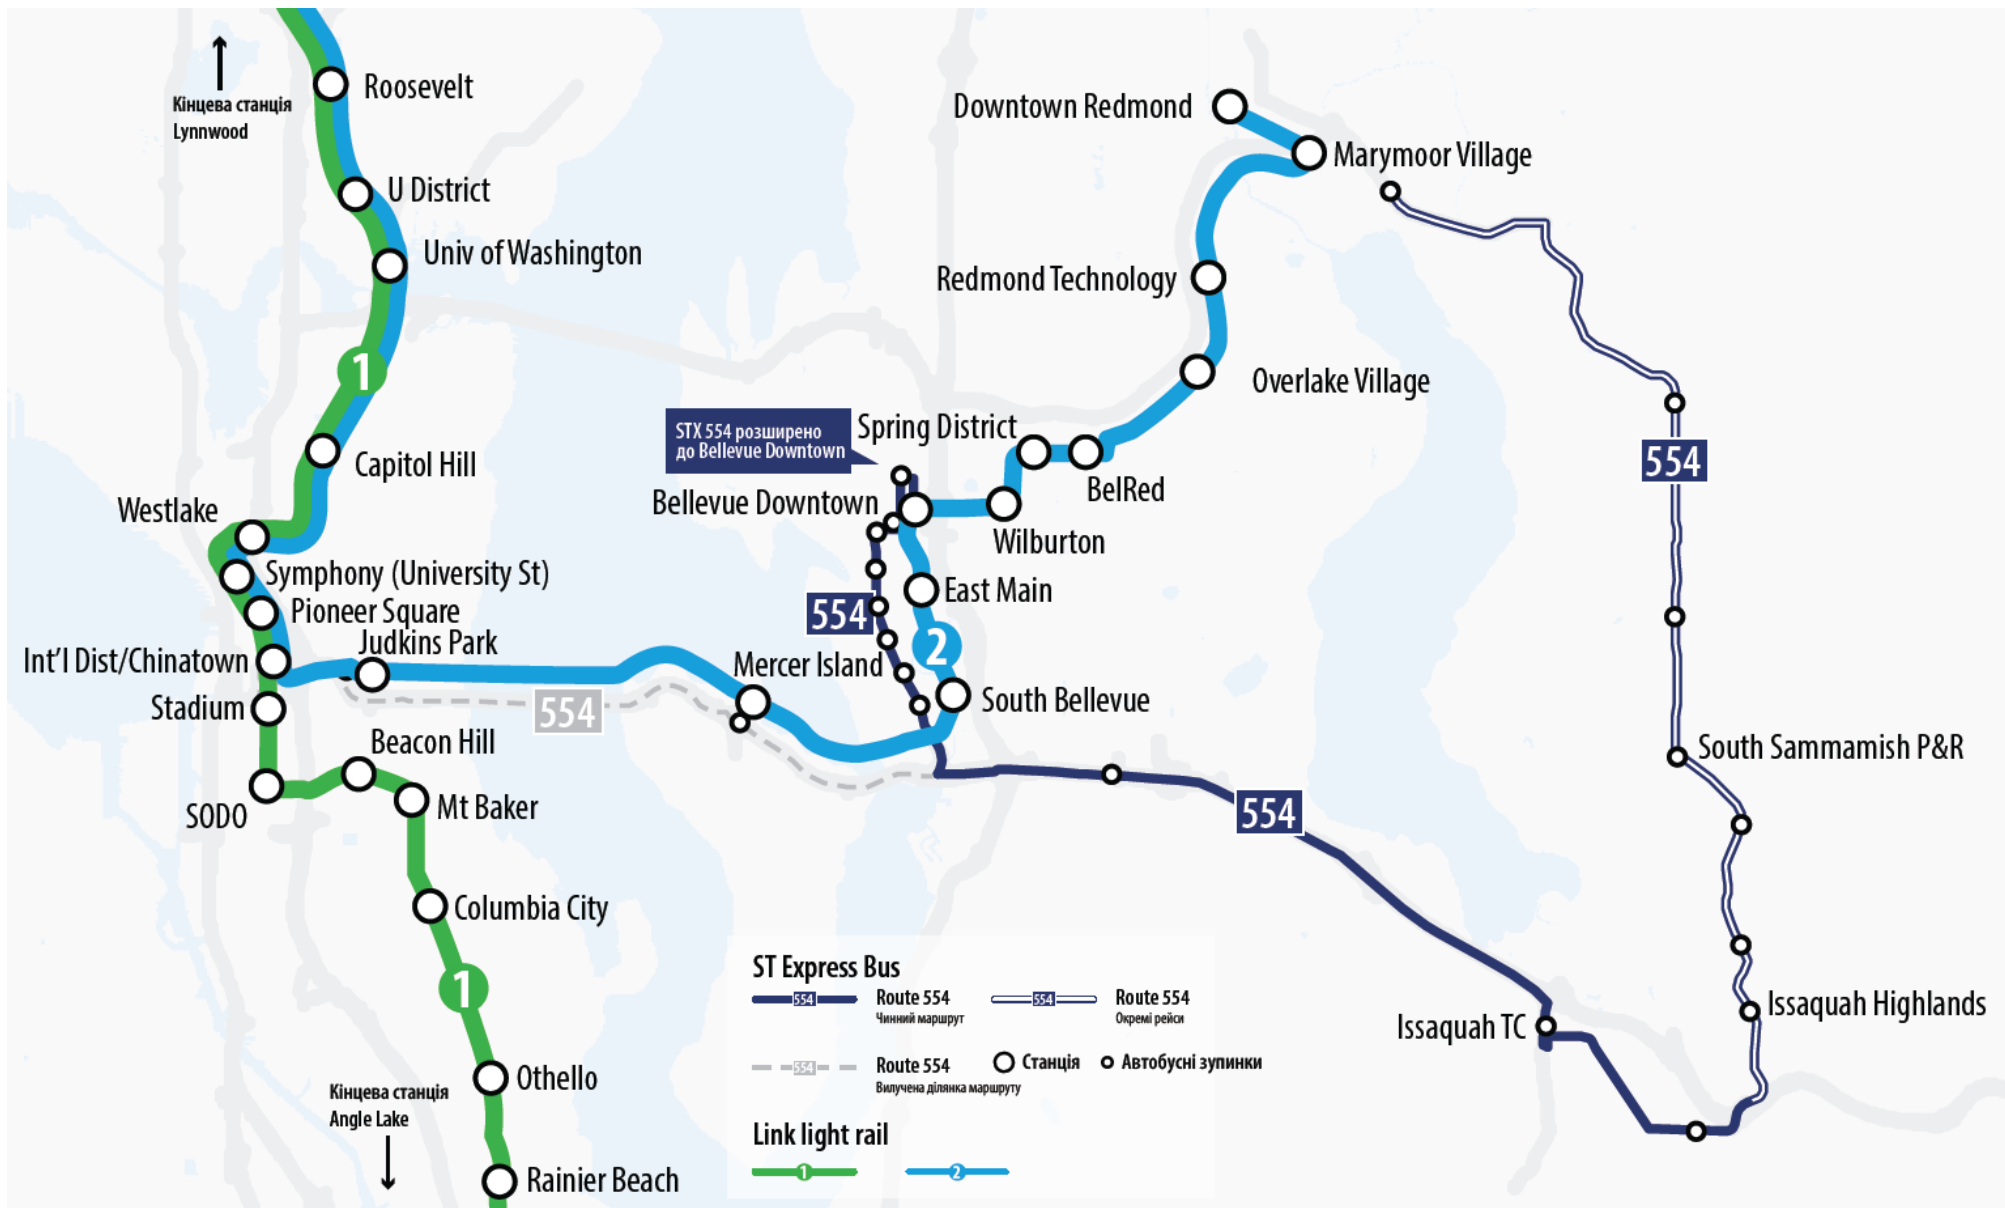 Roosevelt
Кінцева станція
Lynnwood
U District
Univ of Washington
1
Capitol Hill
Westlake
Symphony (University St)
Pioneer Square
Int'l Dist/Chinatown
Judkins Park
Stadium
554
Beacon Hill
SODO
Mt Baker
Columbia City
1
Othello
Кінцева станція
Angle Lake
Rainier Beach
Downtown Redmond
Marymoor Village
Redmond Technology
Overlake Village
STX 554 розширено
до Bellevue Downtown
Spring District
BelRed
Bellevue Downtown
Wilburton
East Main
554
2
Mercer Island
South Bellevue
554
554
South Sammamish P&R
Issaquah Highlands
Issaquah TC
ST Express Bus
554
Route 554
Чинний маршрут
554
Route 554
Окремі рейси
554
Route 554
Вилучена ділянка маршруту
Станція
Автобусні зупинки
Link light rail
1
2